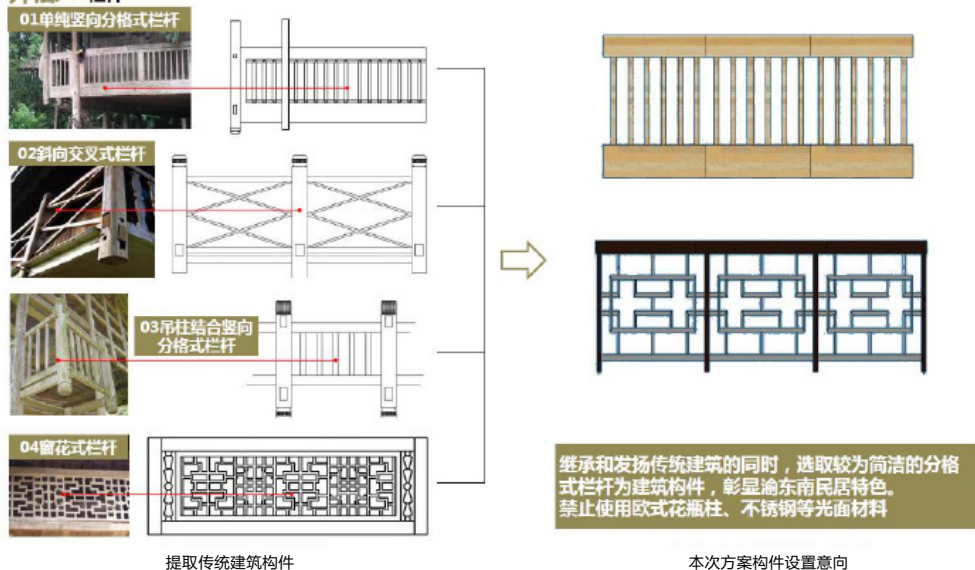 01单纯竖向分格式栏杆
02斜向交叉式栏杆
03吊柱结合竖向
分格式栏杆
04窗花式栏杆
继承和发扬传统建筑的同时，选取较为简洁的分格
式栏杆为建筑构件，彰显渝东南民居特色。
禁止使用欧式花瓶柱、不锈钢等光面材料
提取传统建筑构件
本次方案构件设置意向